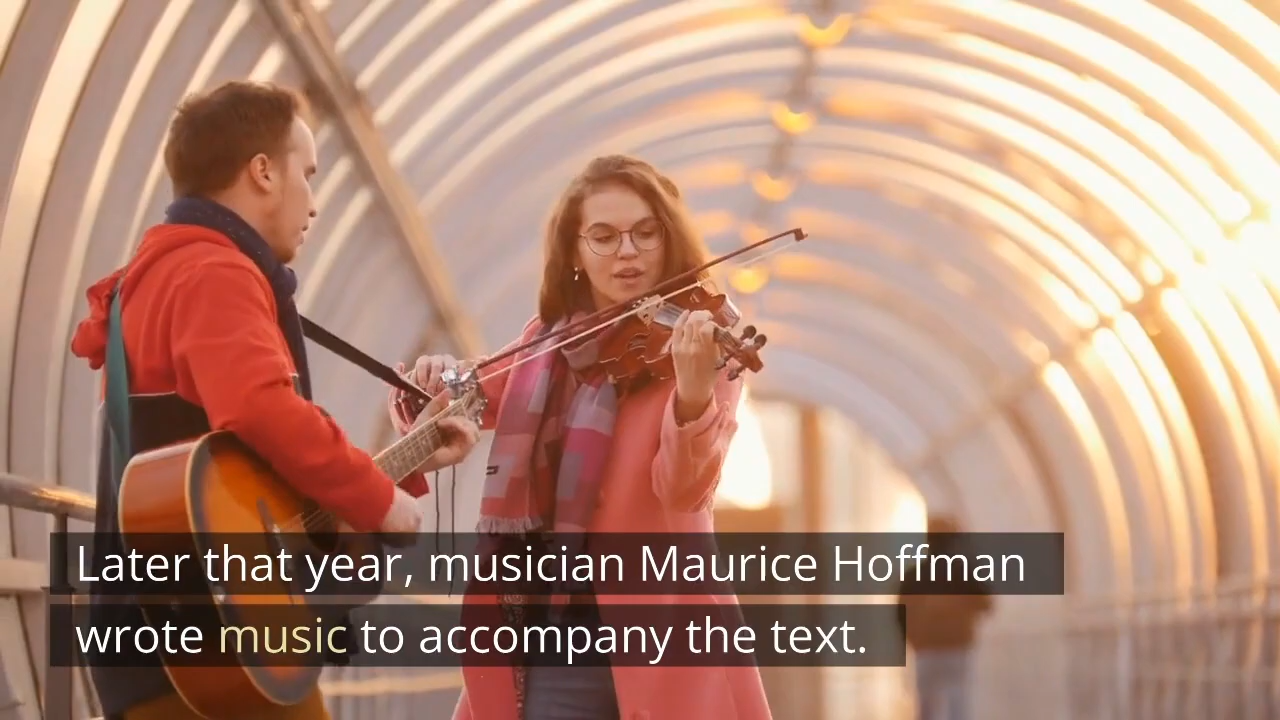 Later that year, musician Maurice Hoffman
wrote music to accompany the text.